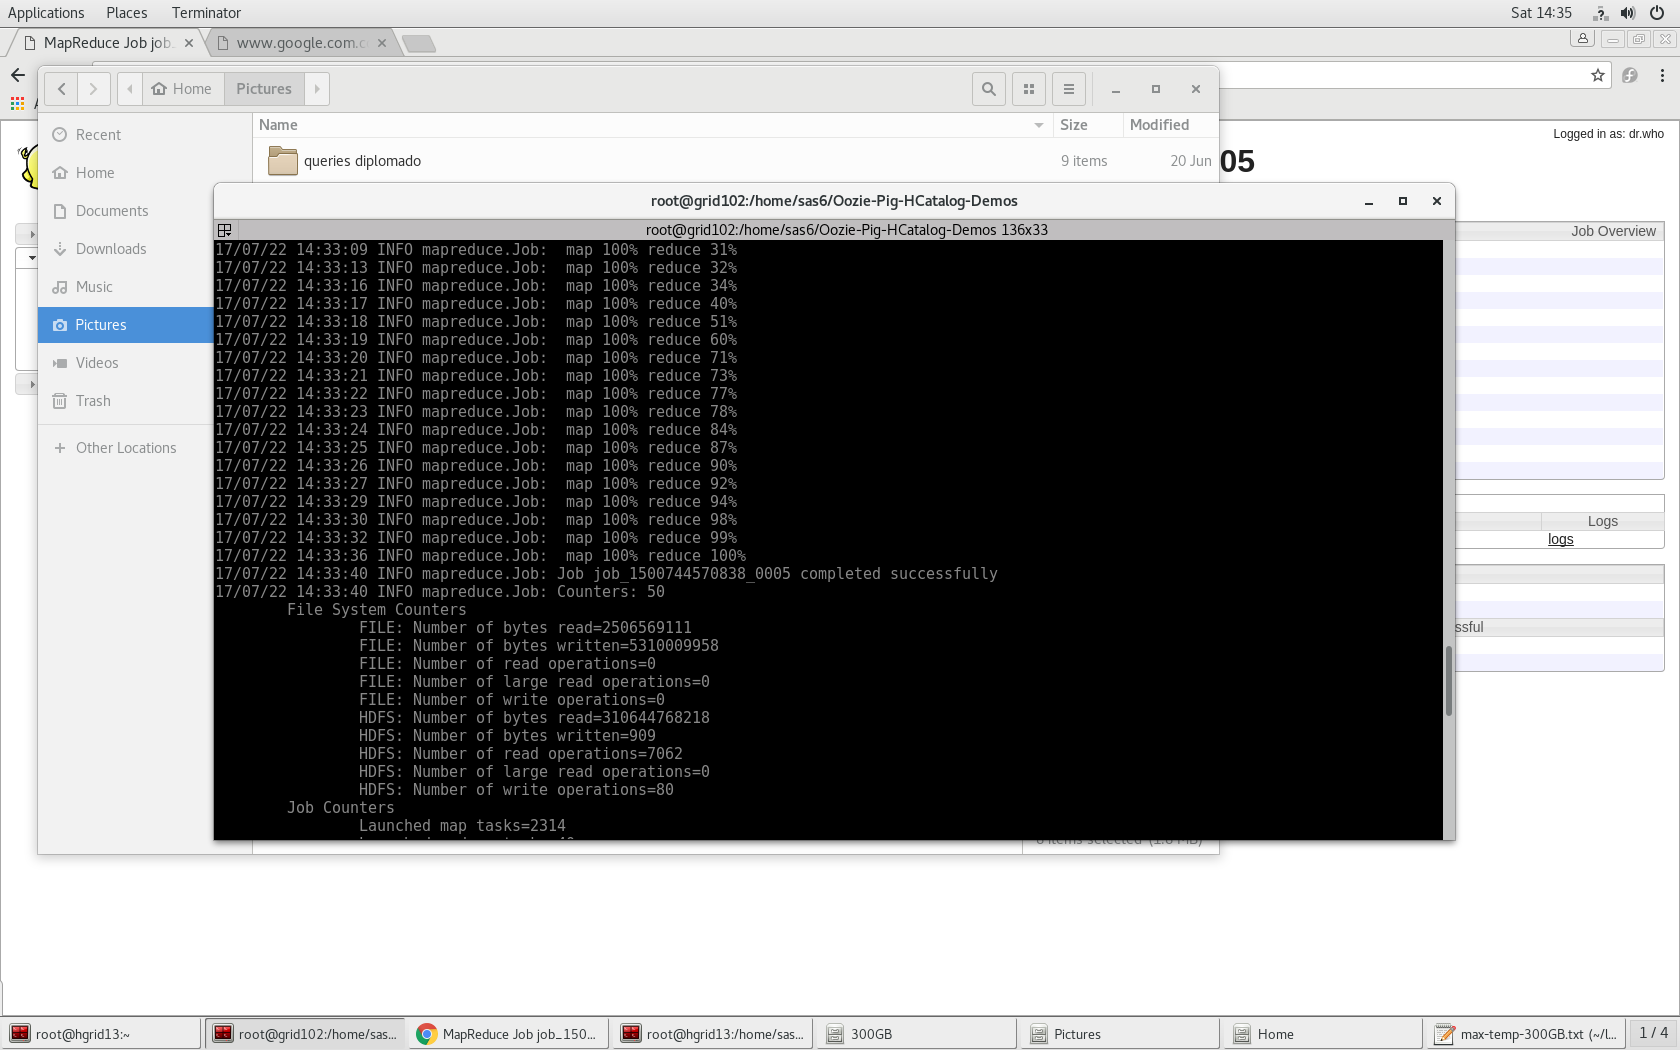 Applications Places Terminator Sat 14:35
MapReduce Job job_
www.google.com.c
Home Pictures
Name Size Modified
Logged in as: dr.who
Recent
queries diplomado 9 items 20 Jun
05
Home
root@grid102:/home/sas6/Oozie-Pig-HCatalog-Demos
Documents
root@grid102:/home/sas6/Oozie-Pig-HCatalog-Demos 136x33
Job Overview
Downloads
Music
Pictures
Videos
Trash
Other Locations
17/07/22 14:33:09 INFO mapreduce.Job:  map 100% reduce 31%
17/07/22 14:33:13 INFO mapreduce.Job:  map 100% reduce 32%
17/07/22 14:33:16 INFO mapreduce.Job:  map 100% reduce 34%
17/07/22 14:33:17 INFO mapreduce.Job:  map 100% reduce 40%
17/07/22 14:33:18 INFO mapreduce.Job:  map 100% reduce 51%
17/07/22 14:33:19 INFO mapreduce.Job:  map 100% reduce 60%
17/07/22 14:33:20 INFO mapreduce.Job:  map 100% reduce 71%
17/07/22 14:33:21 INFO mapreduce.Job:  map 100% reduce 73%
17/07/22 14:33:22 INFO mapreduce.Job:  map 100% reduce 77%
17/07/22 14:33:23 INFO mapreduce.Job:  map 100% reduce 78%
17/07/22 14:33:24 INFO mapreduce.Job:  map 100% reduce 84%
17/07/22 14:33:25 INFO mapreduce.Job:  map 100% reduce 87%
17/07/22 14:33:26 INFO mapreduce.Job:  map 100% reduce 90%
17/07/22 14:33:27 INFO mapreduce.Job:  map 100% reduce 92%
17/07/22 14:33:29 INFO mapreduce.Job:  map 100% reduce 94%
17/07/22 14:33:30 INFO mapreduce.Job:  map 100% reduce 98%
17/07/22 14:33:32 INFO mapreduce.Job:  map 100% reduce 99%
17/07/22 14:33:36 INFO mapreduce.Job:  map 100% reduce 100%
17/07/22 14:33:40 INFO mapreduce.Job: Job job_1500744570838_0005 completed successfully
17/07/22 14:33:40 INFO mapreduce.Job: Counters: 50
File System Counters
FILE: Number of bytes read=2506569111
FILE: Number of bytes written=5310009958
FILE: Number of read operations=0
FILE: Number of large read operations=0
FILE: Number of write operations=0
HDFS: Number of bytes read=310644768218
HDFS: Number of bytes written=909
HDFS: Number of read operations=7062
HDFS: Number of large read operations=0
HDFS: Number of write operations=80
Job Counters
Launched map tasks=2314
Logs
logs
ssful
root@hgrid13:~
root@grid102:/home/sas...
MapReduce Job job_150...
root@hgrid13:/home/sas...
300GB
Pictures
Home
max-temp-300GB.txt (~/l...
1 / 4